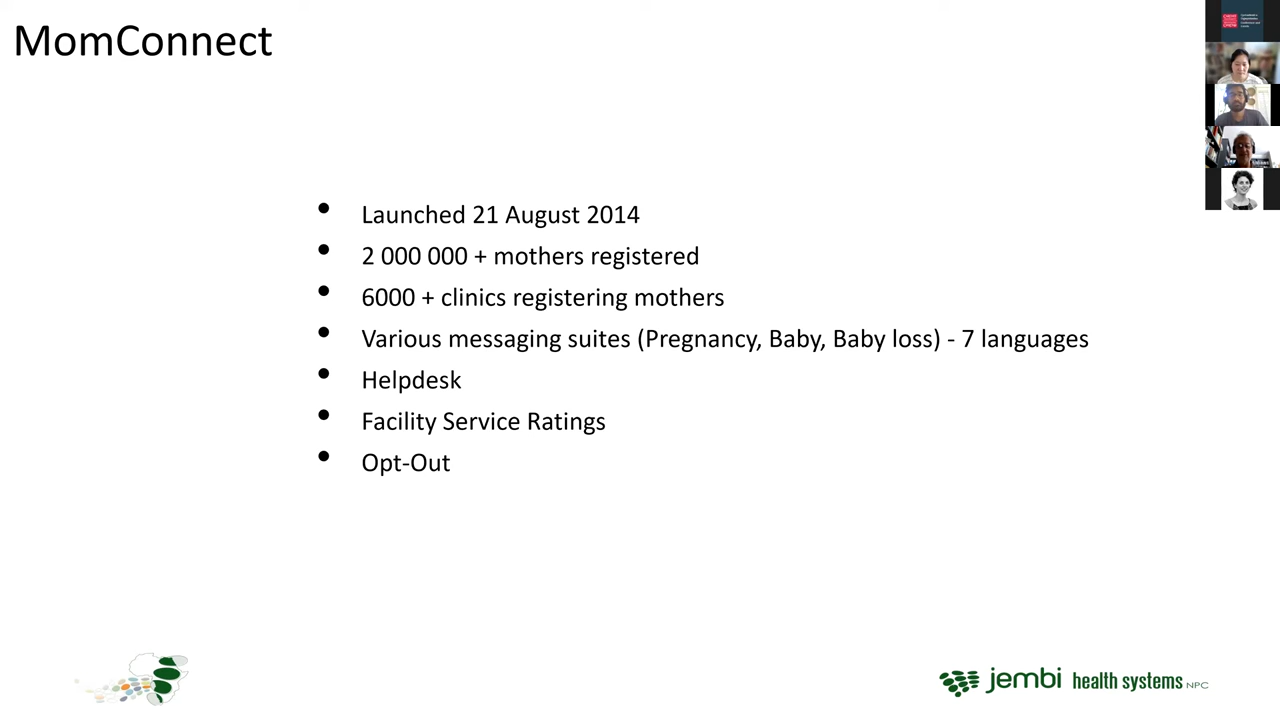 MomConnect
• Launched 21 August 2014
• 2 000 000 + mothers registered
• 6000 + clinics registering mothers
• Various messaging suites (Pregnancy, Baby, Baby loss) - 7 languages
• Helpdesk
• Facility Service Ratings
• Opt-Out
jembi health systems NPC